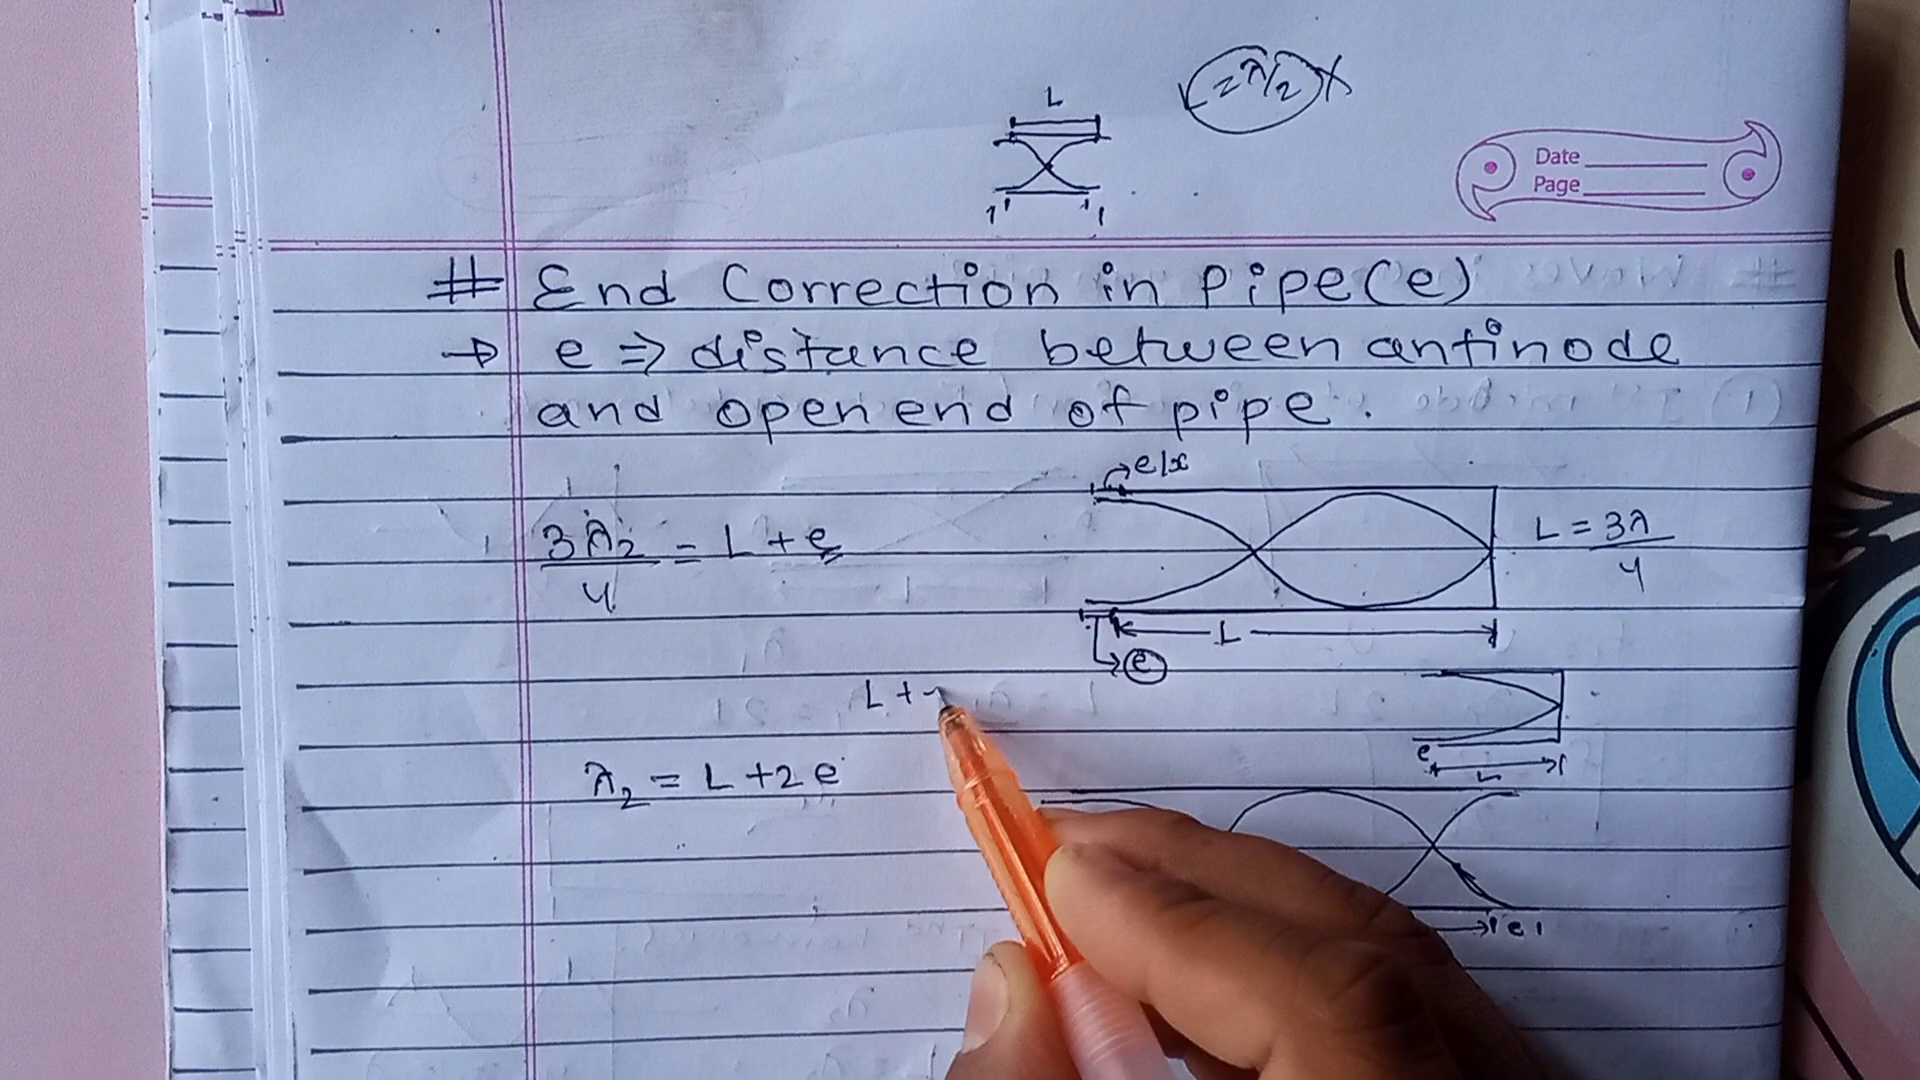 L
L=λ/2
Date
Page
# End Correction in Pipe(e)
→ e ⇒ distance between antinode
and open end of pipe.
e/x
3λ₂/4 = L + e
L = 3λ/4
L
e
L +
e
L
λ₂ = L + 2e
e